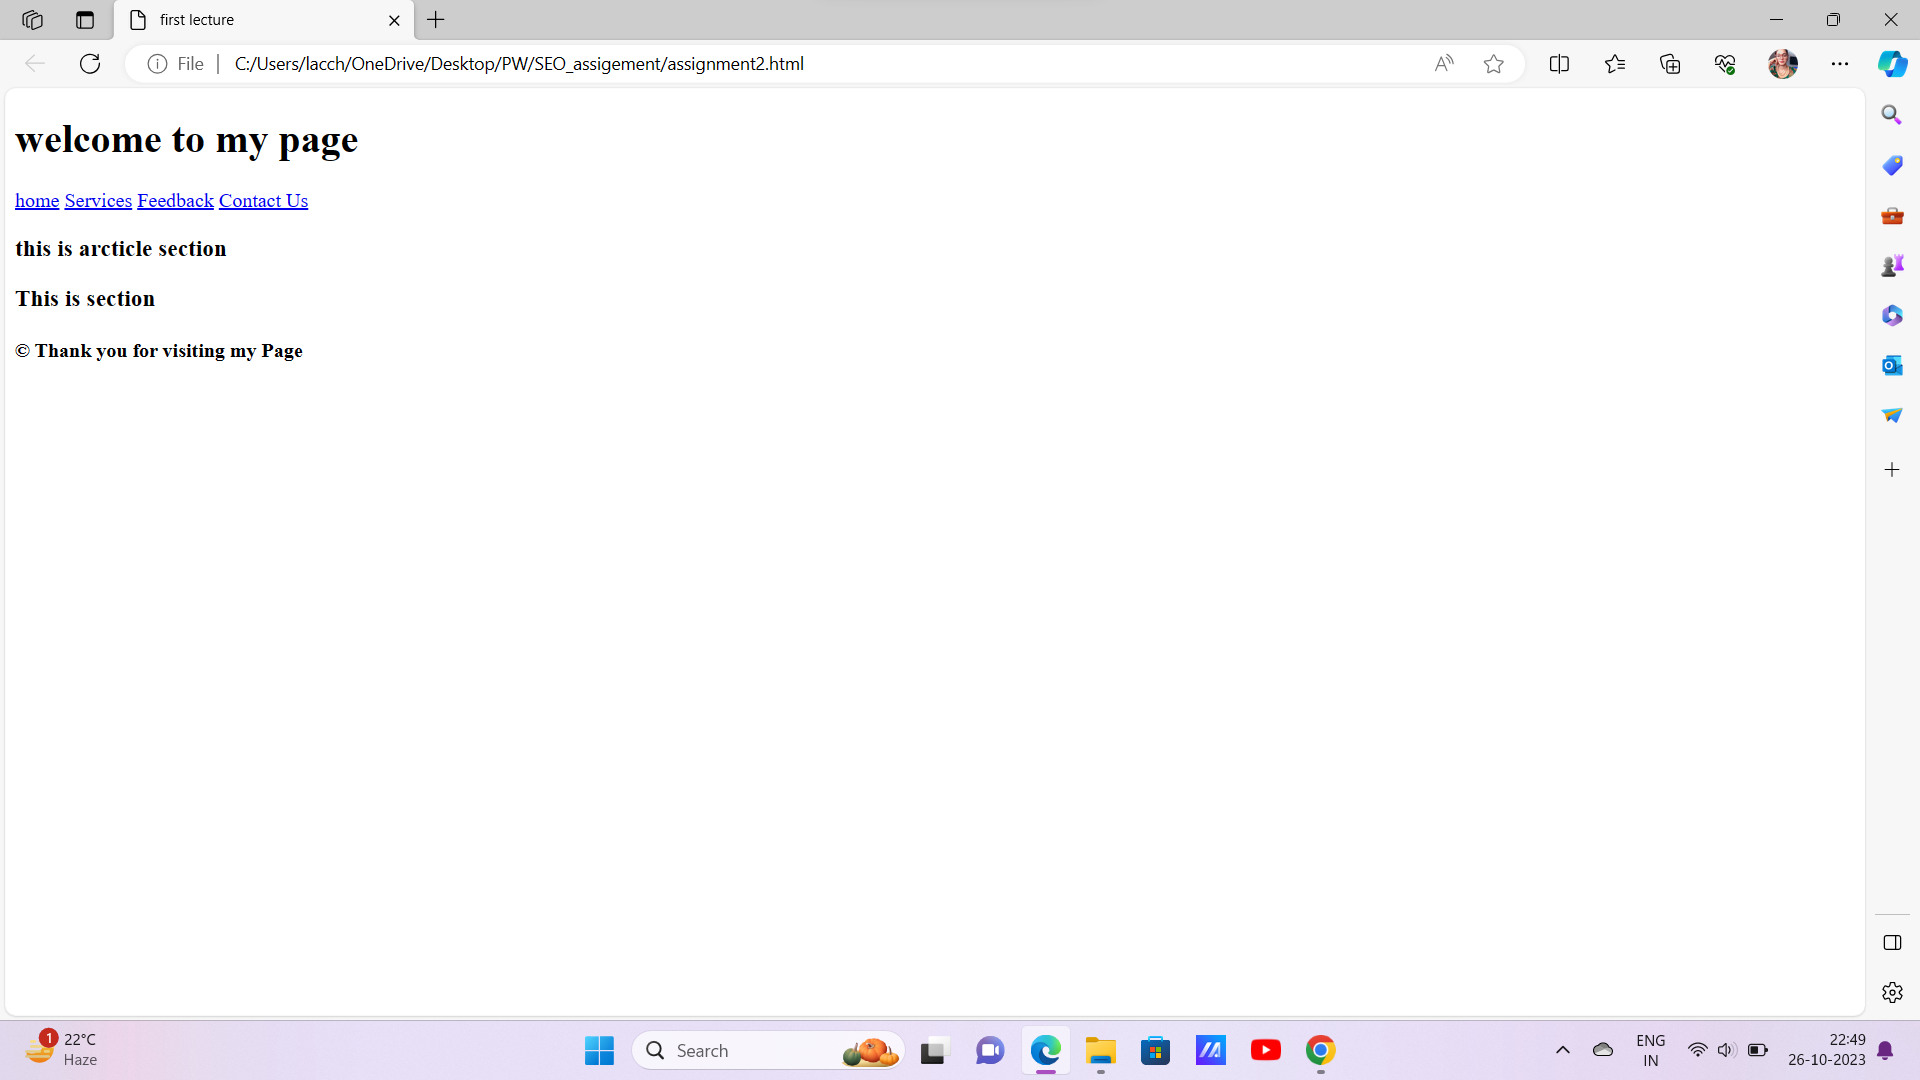 first lecture
File
C:/Users/lacch/OneDrive/Desktop/PW/SEO_assigement/assignment2.html
welcome to my page
home Services Feedback Contact Us
this is arcticle section
This is section
© Thank you for visiting my Page
1
22°C
Haze
Search
ENG
IN
22:49
26-10-2023